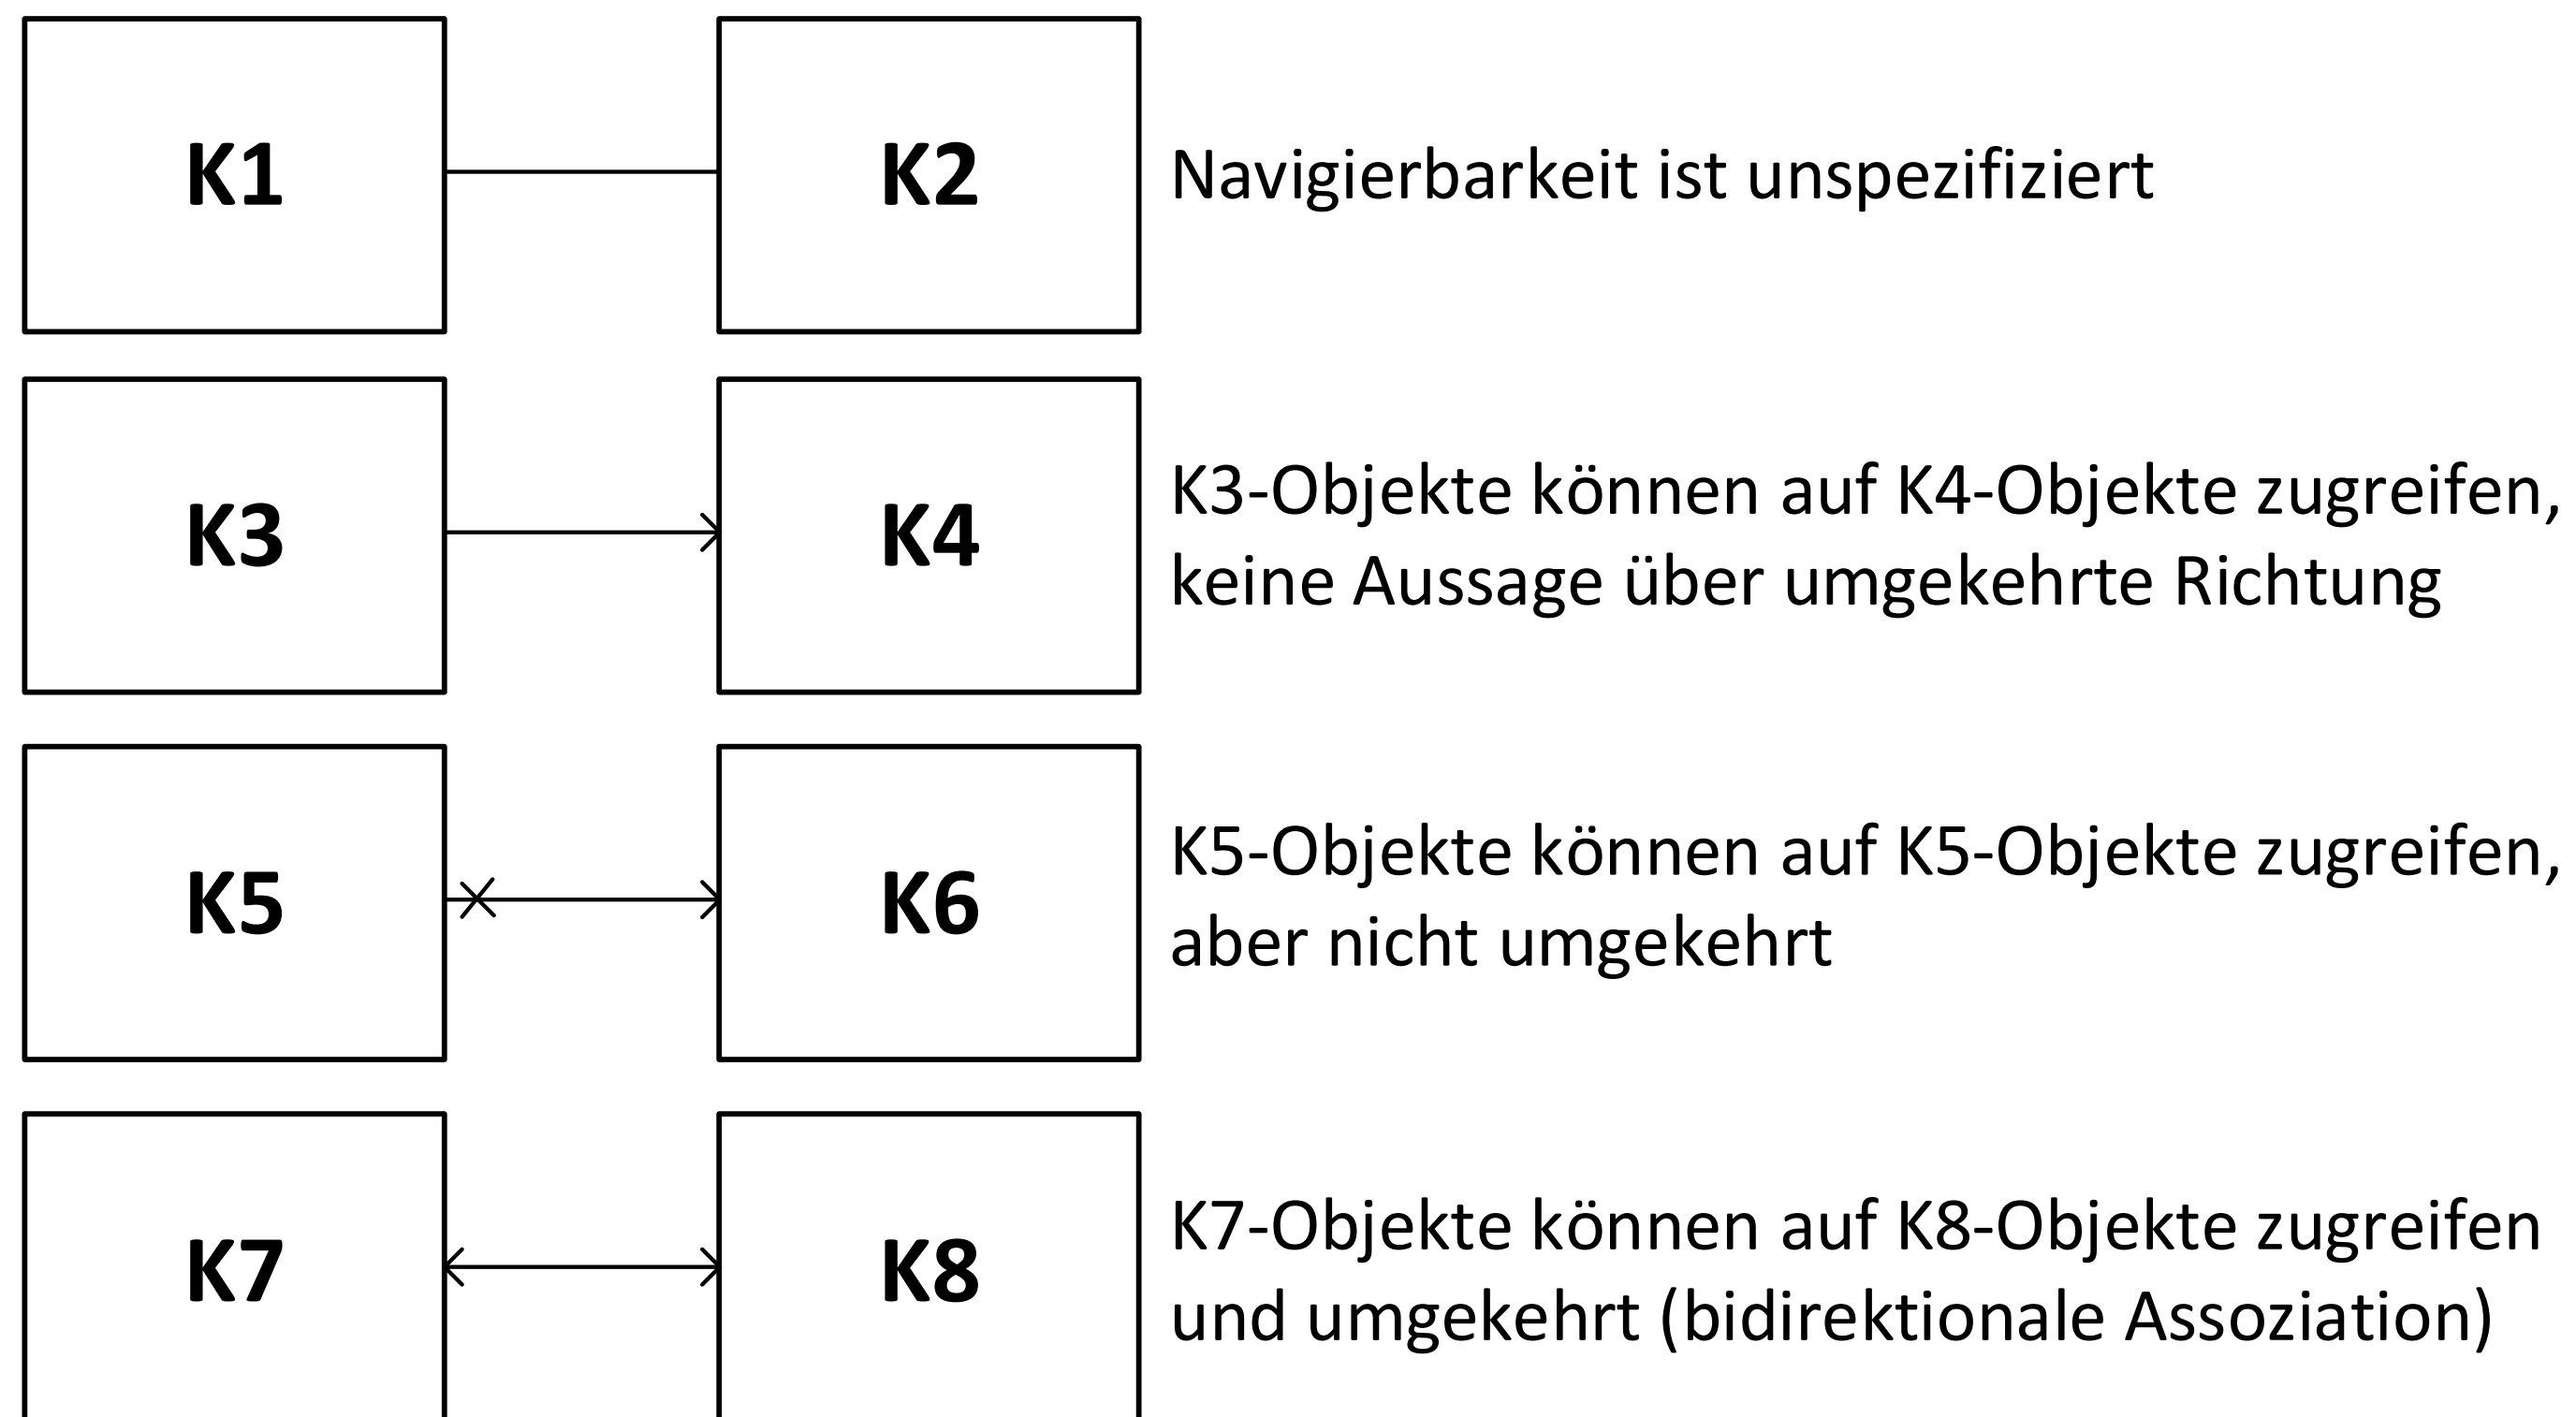 K1
K2
Navigierbarkeit ist unspezifiziert
K3
K4
K3-Objekte können auf K4-Objekte zugreifen,
keine Aussage über umgekehrte Richtung
K5
K6
K5-Objekte können auf K5-Objekte zugreifen,
aber nicht umgekehrt
K7
K8
K7-Objekte können auf K8-Objekte zugreifen
und umgekehrt (bidirektionale Assoziation)